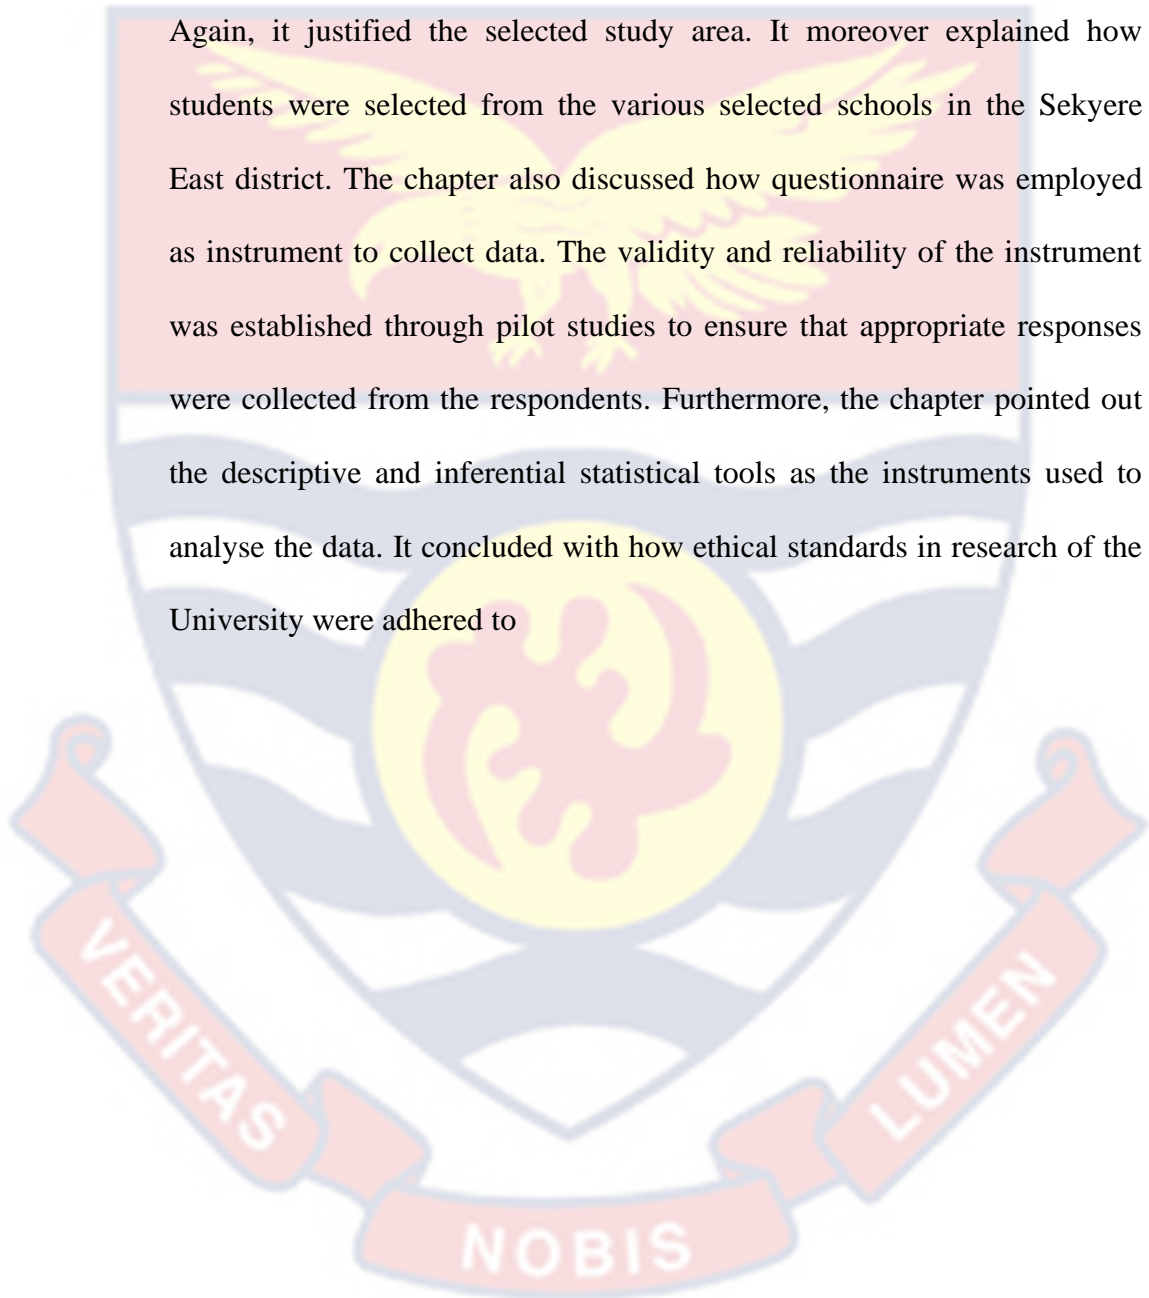 Again, it justified the selected study area. It moreover explained how
students were selected from the various selected schools in the Sekyere
East district. The chapter also discussed how questionnaire was employed
as instrument to collect data. The validity and reliability of the instrument
was established through pilot studies to ensure that appropriate responses
were collected from the respondents. Furthermore, the chapter pointed out
the descriptive and inferential statistical tools as the instruments used to
analyse the data. It concluded with how ethical standards in research of the
University were adhered to
VERITAS
NOBIS
LUMEN